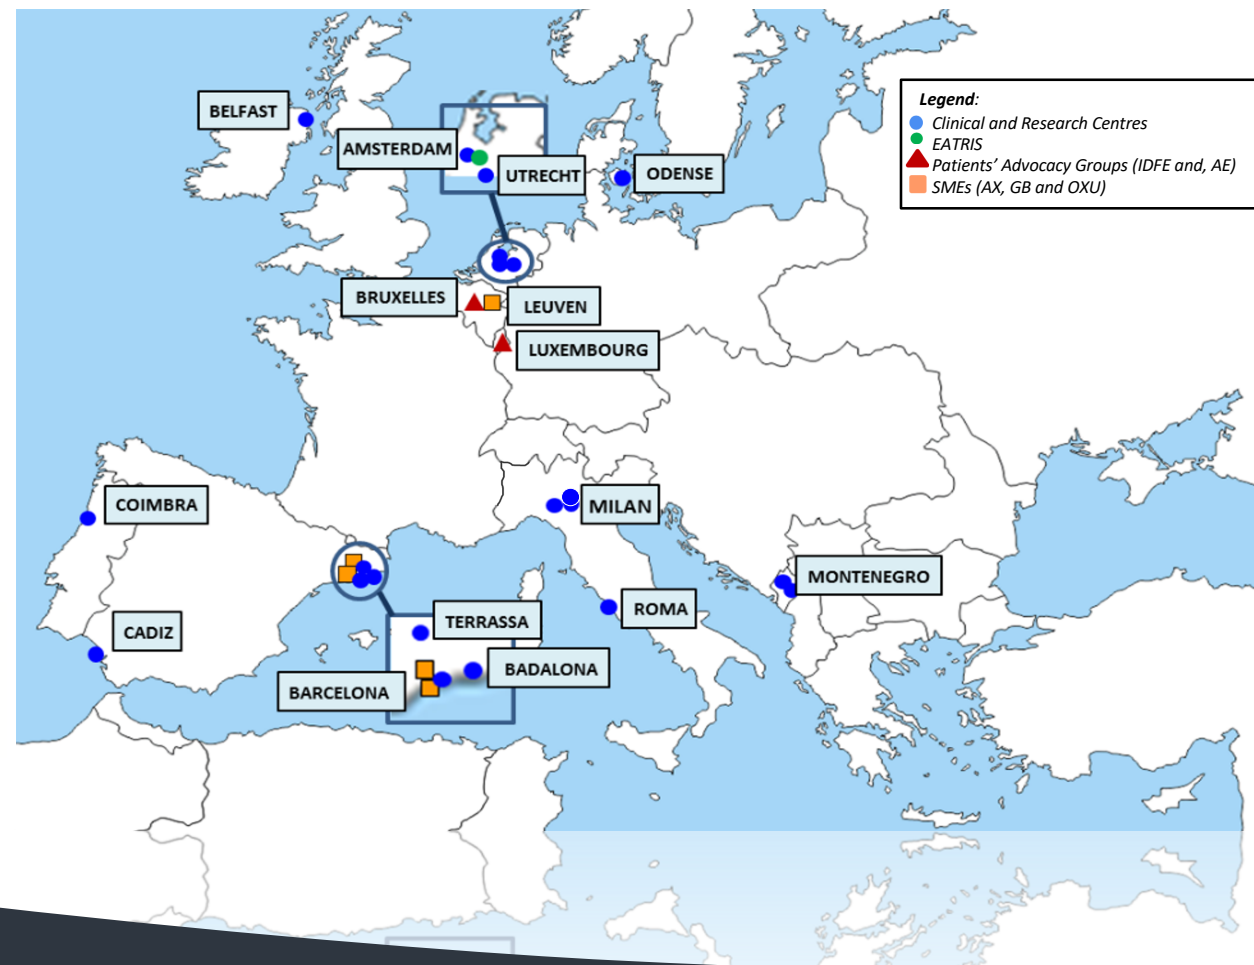 BELFAST
Legend:
Clinical and Research Centres
EATRIS
Patients' Advocacy Groups (IDFE and, AE)
SMEs (AX, GB and OXU)
AMSTERDAM
UTRECHT
ODENSE
BRUXELLES
LEUVEN
LUXEMBOURG
COIMBRA
MILAN
MONTENEGRO
ROMA
TERRASSA
CADIZ
BADALONA
BARCELONA